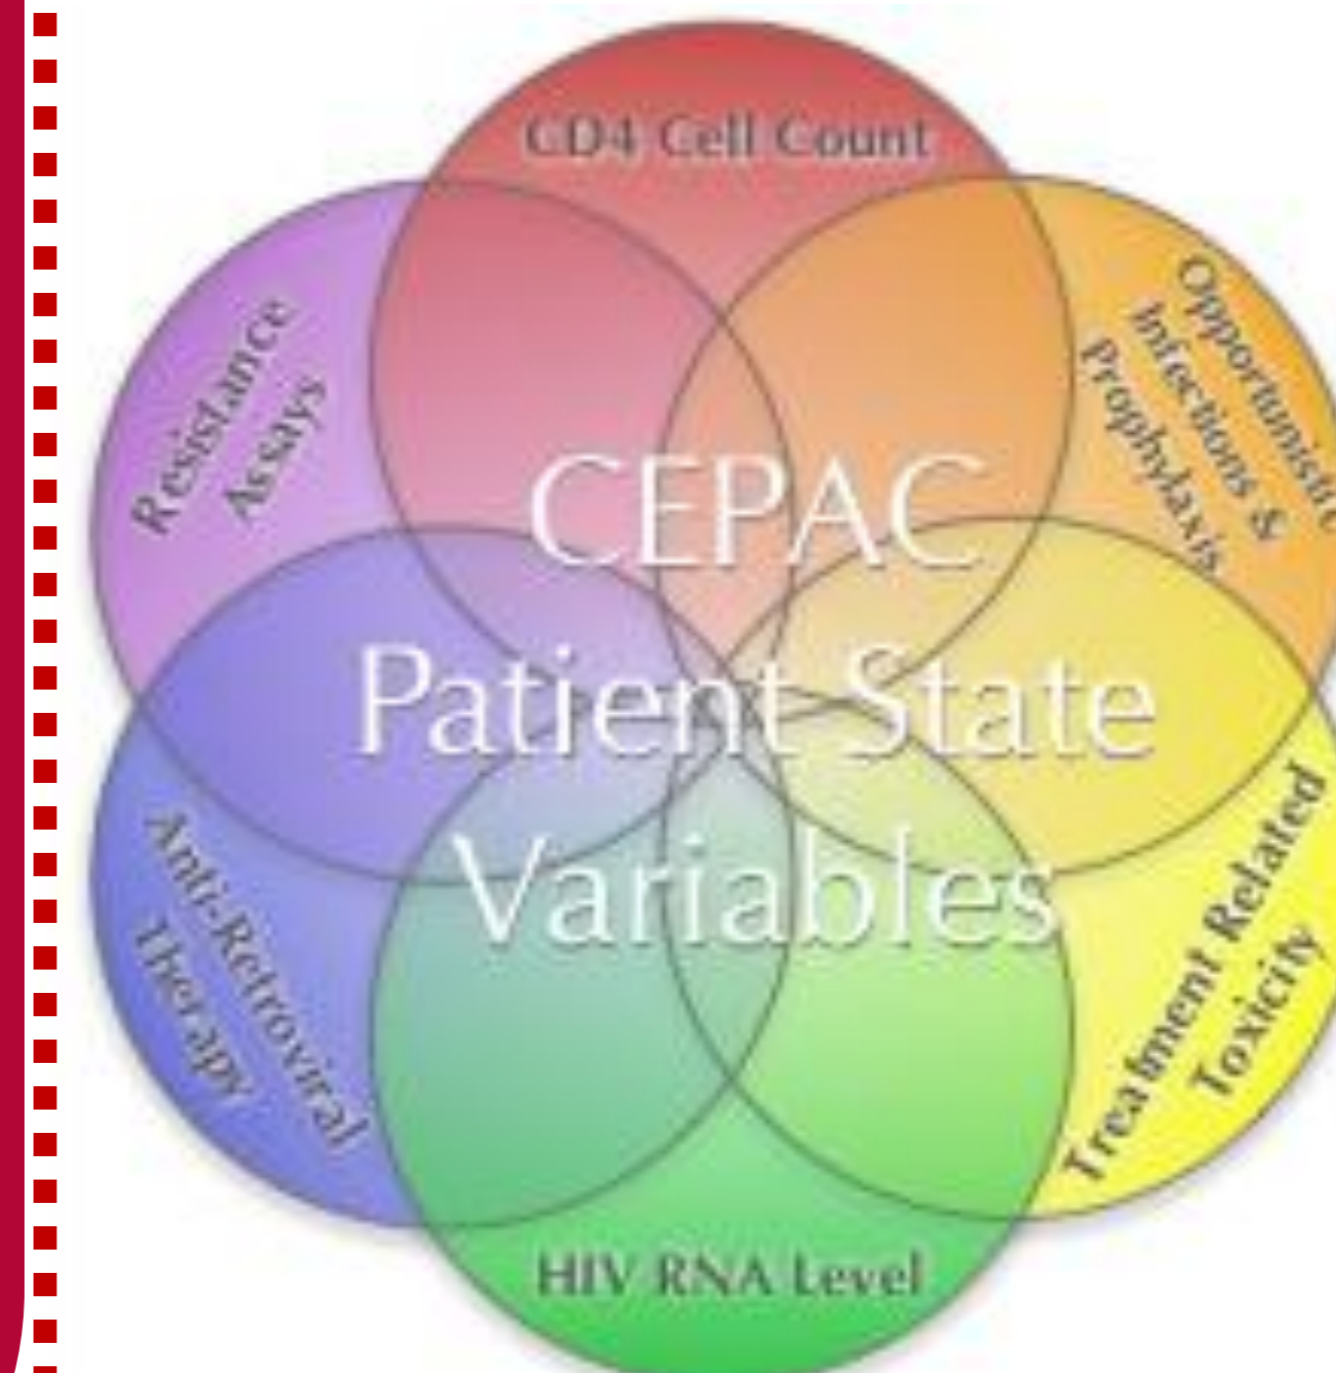 CD4 Cell Count
Opportunistic
Infections &
Prophylaxis
Resistance
Assays
CEPAC
Patient State
Variables
Treatment Related
Toxicity
Anti-Retroviral
Therapy
HIV RNA Level